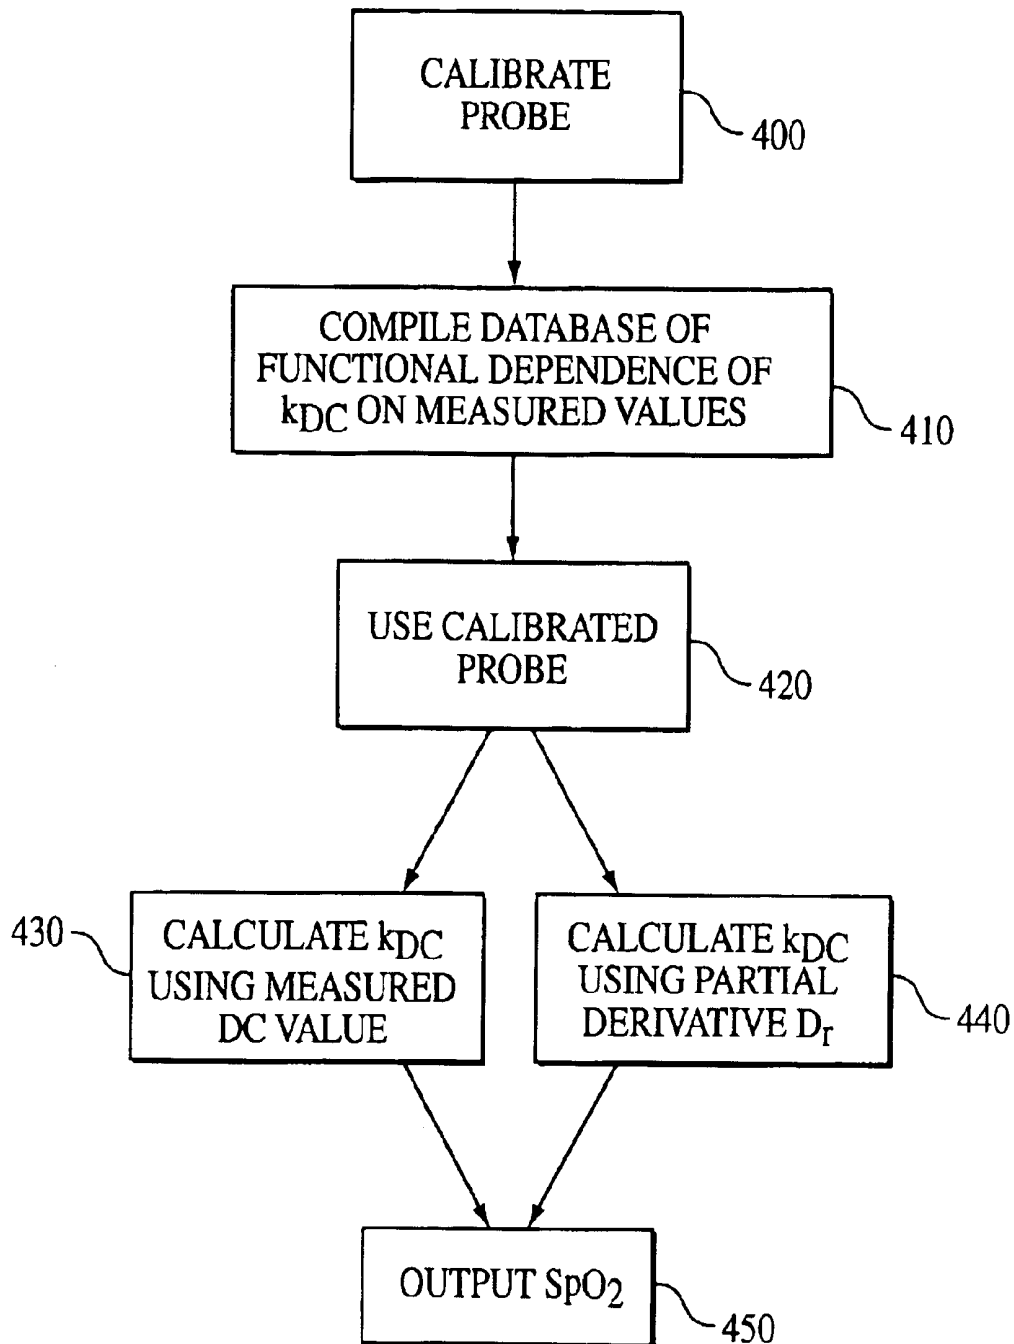 CALIBRATE
PROBE
400
COMPILE DATABASE OF
FUNCTIONAL DEPENDENCE OF
kDC ON MEASURED VALUES
410
USE CALIBRATED
PROBE
420
430
CALCULATE kDC
USING MEASURED
DC VALUE
CALCULATE kDC
USING PARTIAL
DERIVATIVE Dr
440
OUTPUT SpO2
450